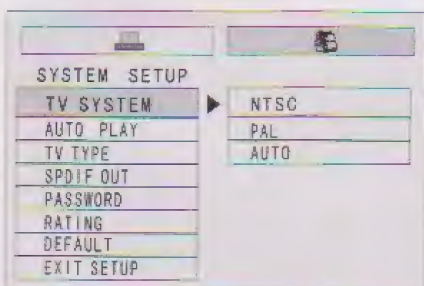 SYSTEM SETUP
TV SYSTEM
AUTO PLAY
TV TYPE
SPDIF OUT
PASSWORD
RATING
DEFAULT
EXIT SETUP
NTSC
PAL
AUTO